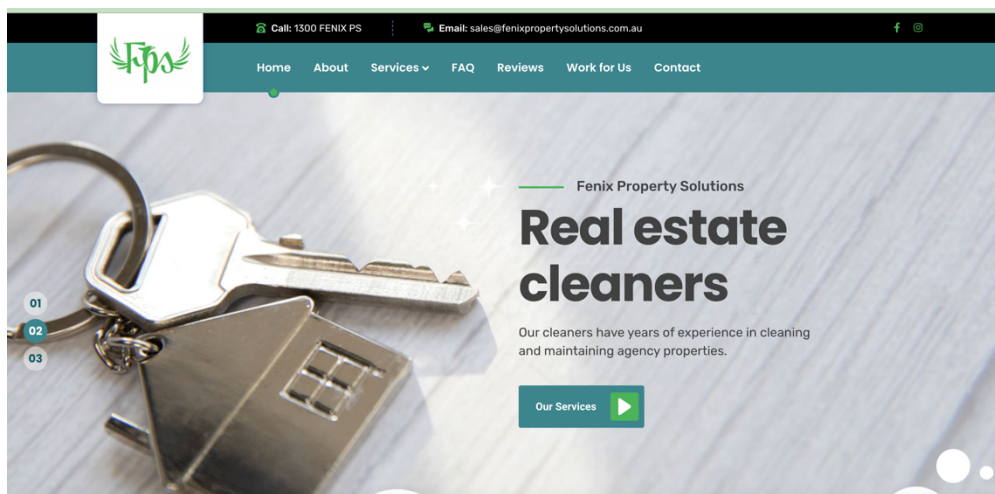 Call: 1300 FENIX PS
Email: sales@fenixpropertysolutions.com.au
Fps
Home About Services FAQ Reviews Work for Us Contact
Fenix Property Solutions
Real estate
cleaners
Our cleaners have years of experience in cleaning
and maintaining agency properties.
Our Services
01
02
03